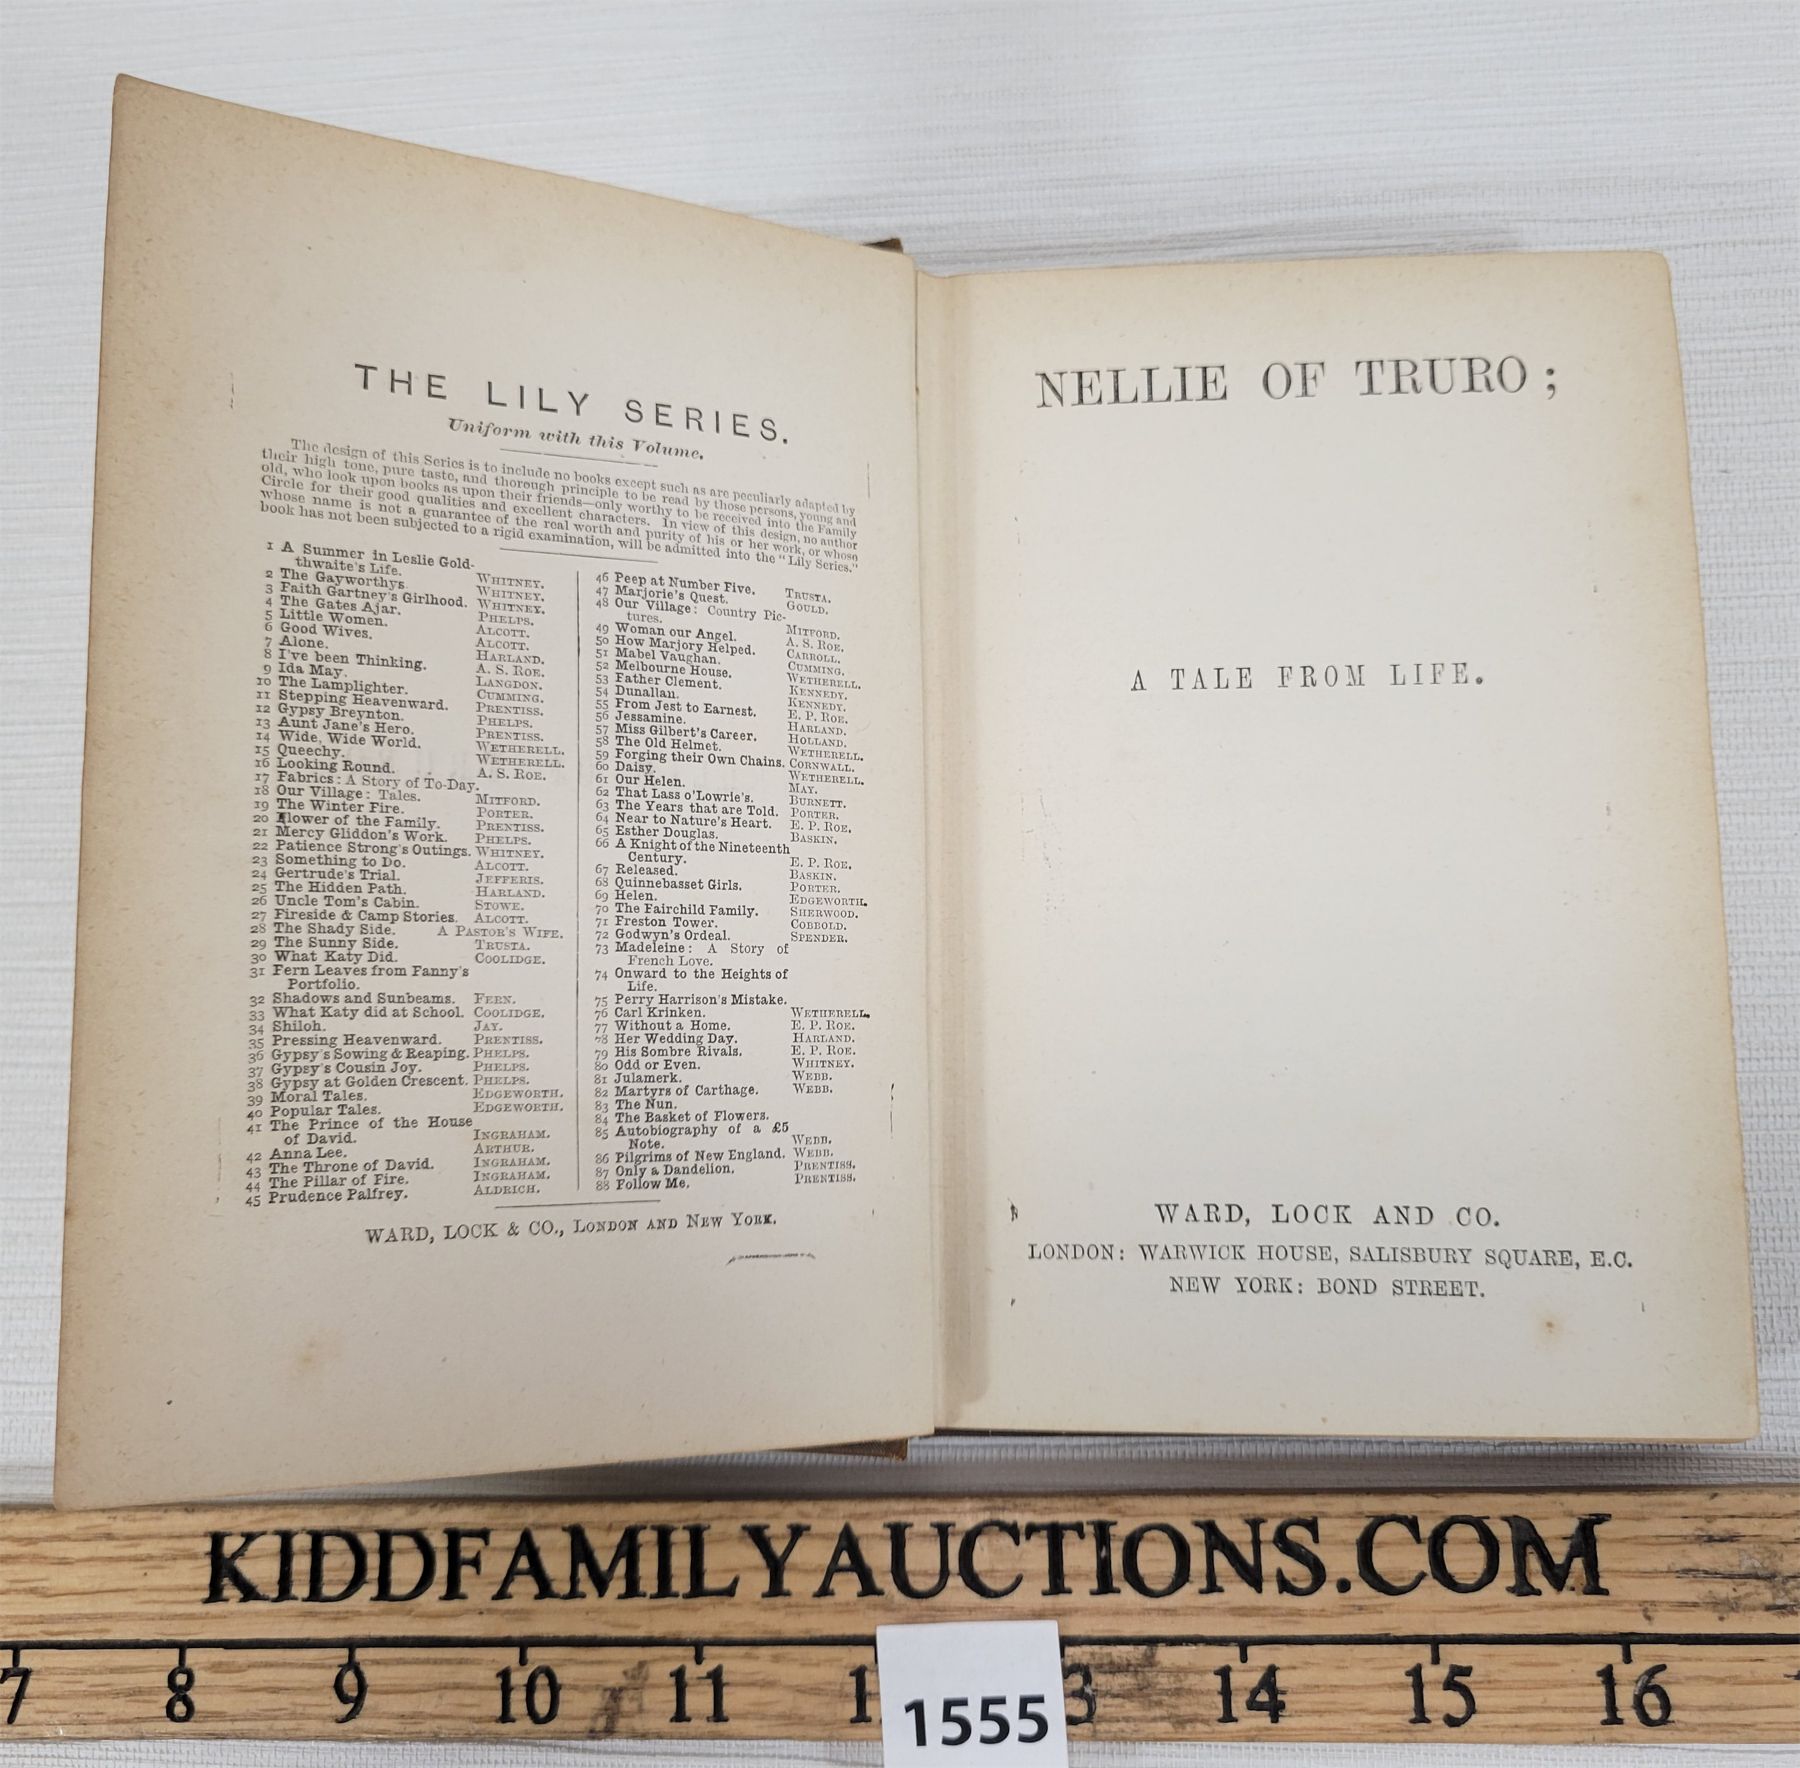 THE LILY SERIES.
Uniform with this Volume.
The design of this Series is to include no books except such as are peculiarly adapted by
their high tone, pure taste, and thorough principle to be read by those persons, young and
old, who look upon books as upon their friends—only worthy to be received into the Family
Circle for their good qualities and excellent characters. In view of this design, no author
whose name is not a guarantee of the real worth and purity of his or her work, or whose
book has not been subjected to a rigid examination, will be admitted into the "Lily Series."
1 A Summer in Leslie Gold-
thwaite's Life. WHITNEY.
2 The Gayworthys. WHITNEY.
3 Faith Gartney's Girlhood. WHITNEY.
4 The Gates Ajar. PHELPS.
5 Little Women. ALCOTT.
6 Good Wives. ALCOTT.
7 Alone. HARLAND.
8 I've been Thinking. A. S. ROE.
9 Ida May. LANGDON.
10 The Lamplighter. CUMMING.
11 Stepping Heavenward. PRENTISS.
12 Gypsy Breynton. PHELPS.
13 Aunt Jane's Hero. PRENTISS.
14 Wide, Wide World. WETHERELL.
15 Queechy. WETHERELL.
16 Looking Round. A. S. ROE.
17 Fabrics: A Story of To-Day.
18 Our Village: Tales. MITFORD.
19 The Winter Fire. PORTER.
20 Flower of the Family. PRENTISS.
21 Mercy Gliddon's Work. PHELPS.
22 Patience Strong's Outings. WHITNEY.
23 Something to Do. ALCOTT.
24 Gertrude's Trial. JEFFERIS.
25 The Hidden Path. HARLAND.
26 Uncle Tom's Cabin. STOWE.
27 Fireside & Camp Stories. ALCOTT.
28 The Shady Side. A PASTOR'S WIFE.
29 The Sunny Side. TRUSTA.
30 What Katy Did. COOLIDGE.
31 Fern Leaves from Fanny's
Portfolio.
32 Shadows and Sunbeams. FERN.
33 What Katy did at School. COOLIDGE.
34 Shiloh. JAY.
35 Pressing Heavenward. PRENTISS.
36 Gypsy's Sowing & Reaping. PHELPS.
37 Gypsy's Cousin Joy. PHELPS.
38 Gypsy at Golden Crescent. PHELPS.
39 Moral Tales. EDGEWORTH.
40 Popular Tales. EDGEWORTH.
41 The Prince of the House
of David. INGRAHAM.
42 Anna Lee. ARTHUR.
43 The Throne of David. INGRAHAM.
44 The Pillar of Fire. INGRAHAM.
45 Prudence Palfrey. ALDRICH.
46 Peep at Number Five. TRUSTA.
47 Marjorie's Quest. GOULD.
48 Our Village: Country Pic-
tures. MITFORD.
49 Woman our Angel. A. S. ROE.
50 How Marjory Helped. CARROLL.
51 Mabel Vaughan. CUMMING.
52 Melbourne House. WETHERELL.
53 Father Clement. KENNEDY.
54 Dunallan. KENNEDY.
55 From Jest to Earnest. E. P. ROE.
56 Jessamine. HARLAND.
57 Miss Gilbert's Career. HOLLAND.
58 The Old Helmet. WETHERELL.
59 Forging their Own Chains. CORNWALL.
60 Daisy. WETHERELL.
61 Our Helen. MAY.
62 That Lass o'Lowrie's. BURNETT.
63 The Years that are Told. PORTER.
64 Near to Nature's Heart. E. P. ROE.
65 Esther Douglas. BASKIN.
66 A Knight of the Nineteenth
Century. E. P. ROE.
67 Released. BASKIN.
68 Quinnebasset Girls. PORTER.
69 Helen. EDGEWORTH.
70 The Fairchild Family. SHERWOOD.
71 Freston Tower. COBBOLD.
72 Godwyn's Ordeal. SPENDER.
73 Madeleine: A Story of
French Love.
74 Onward to the Heights of
Life.
75 Perry Harrison's Mistake.
76 Carl Krinken. WETHERELL.
77 Without a Home. E. P. ROE.
78 Her Wedding Day. HARLAND.
79 His Sombre Rivals. E. P. ROE.
80 Odd or Even. WHITNEY.
81 Julamerk. WEBB.
82 Martyrs of Carthage. WEBB.
83 The Nun.
84 The Basket of Flowers.
85 Autobiography of a £5
Note. WEBB.
86 Pilgrims of New England. WEBB.
87 Only a Dandelion. PRENTISS.
88 Follow Me. PRENTISS.
WARD, LOCK & CO., LONDON AND NEW YORK.
NELLIE OF TRURO;
A TALE FROM LIFE.
WARD, LOCK AND CO.
LONDON: WARWICK HOUSE, SALISBURY SQUARE, E.C.
NEW YORK: BOND STREET.
KIDDFAMILYAUCTIONS.COM
7 8 9 10 11 1 3 14 15 16
1555